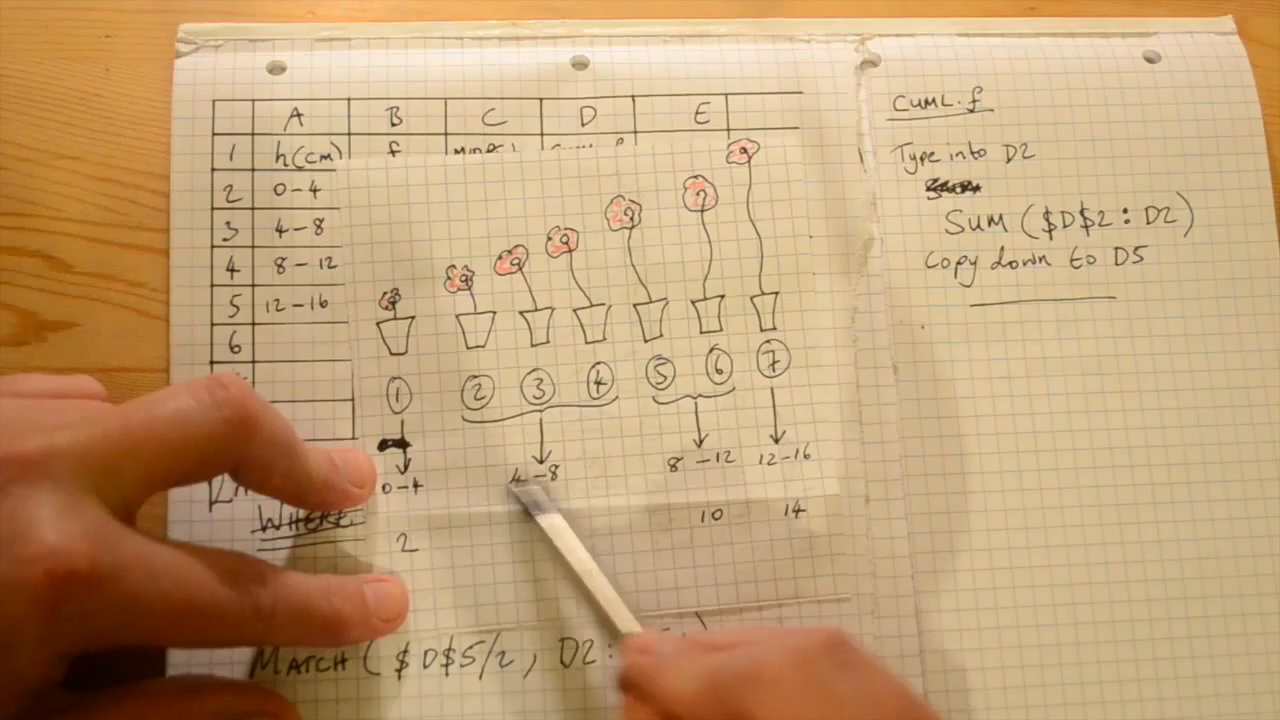 A B C D E
1 h(cm) f
2 0-4
3 4-8
4 8-12
5 12-16
6
1 2 3 4 5 6 7
0-4 4-8 8-12 12-16
2 10 14
WHERE
MATCH ( $D$5/2 , D2:
CUML.f
Type into D2
SUM ($D$2 : D2)
Copy down to D5